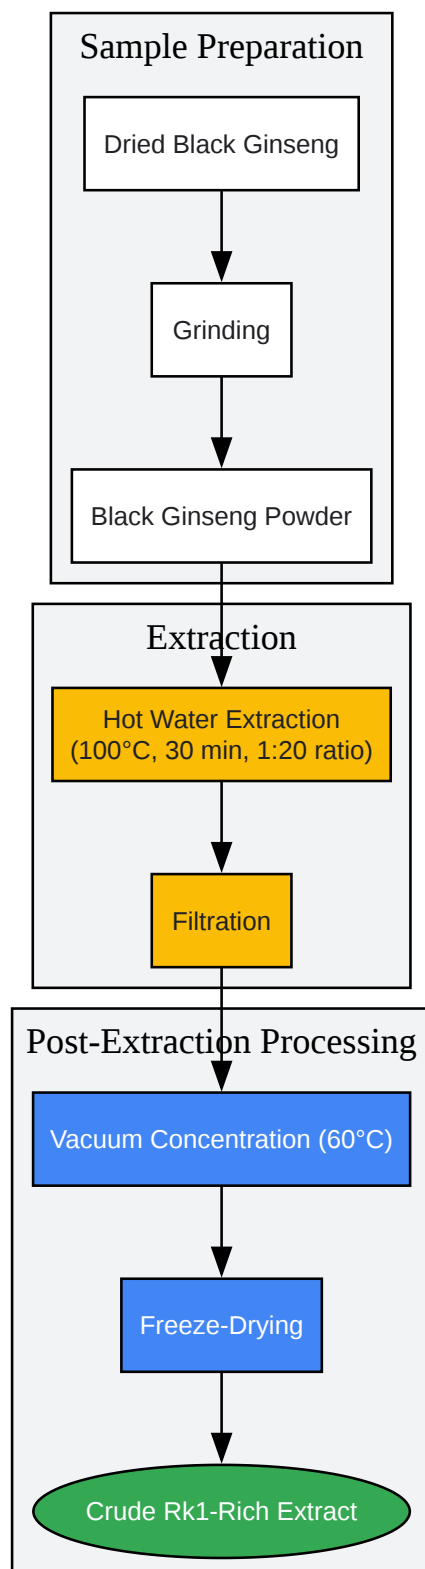 Sample Preparation
Dried Black Ginseng
Grinding
Black Ginseng Powder
Extraction
Hot Water Extraction
(100°C, 30 min, 1:20 ratio)
Filtration
Post-Extraction Processing
Vacuum Concentration (60°C)
Freeze-Drying
Crude Rk1-Rich Extract